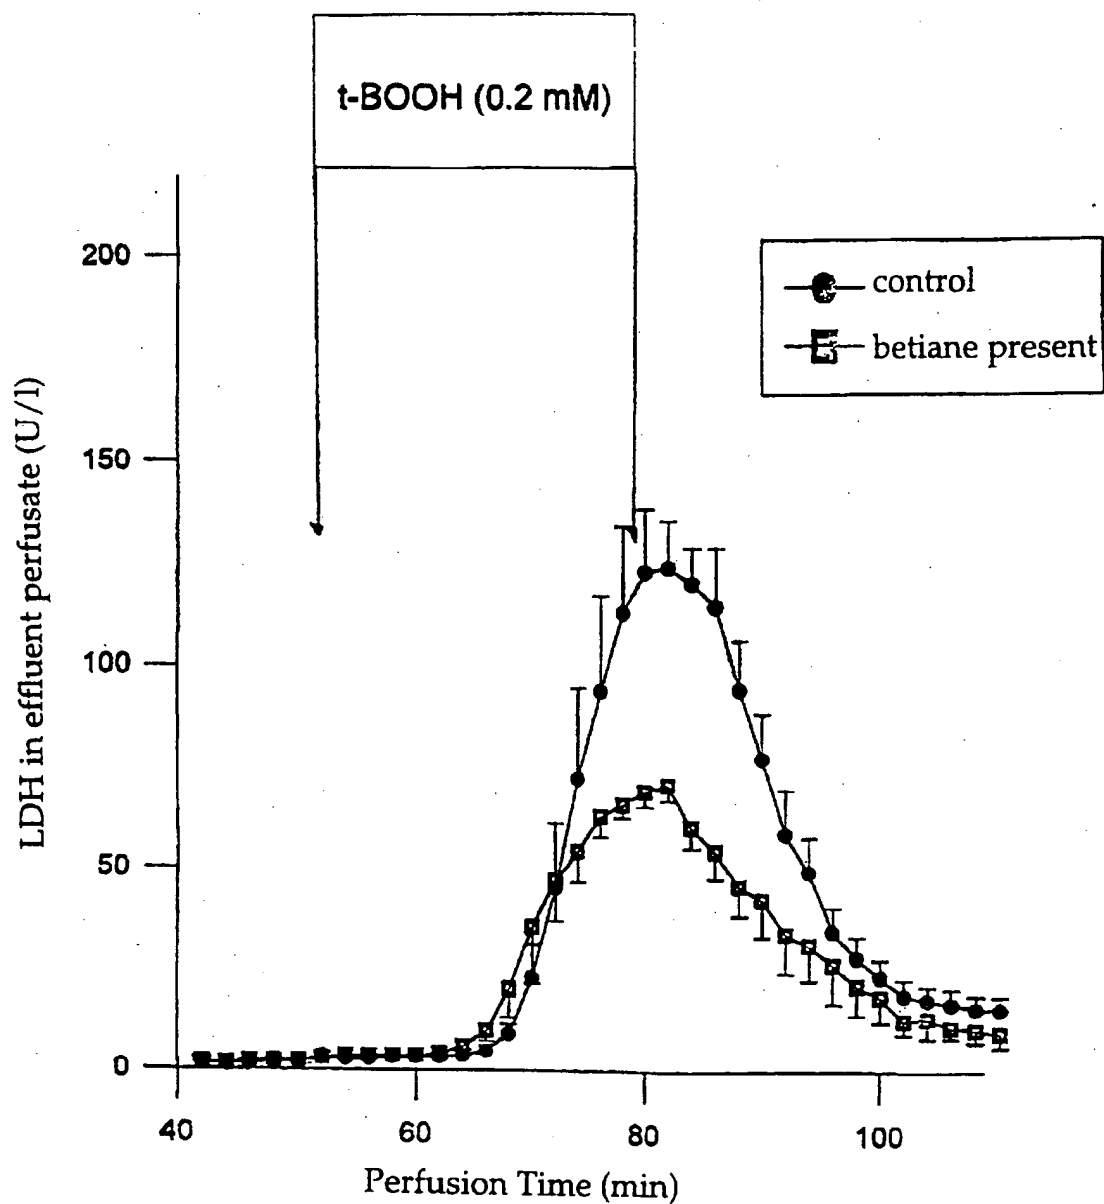 t-BOOH (0.2 mM)
200
150
100
50
0
LDH in effluent perfusate (U/l)
control
betiane present
40
60
80
100
Perfusion Time (min)